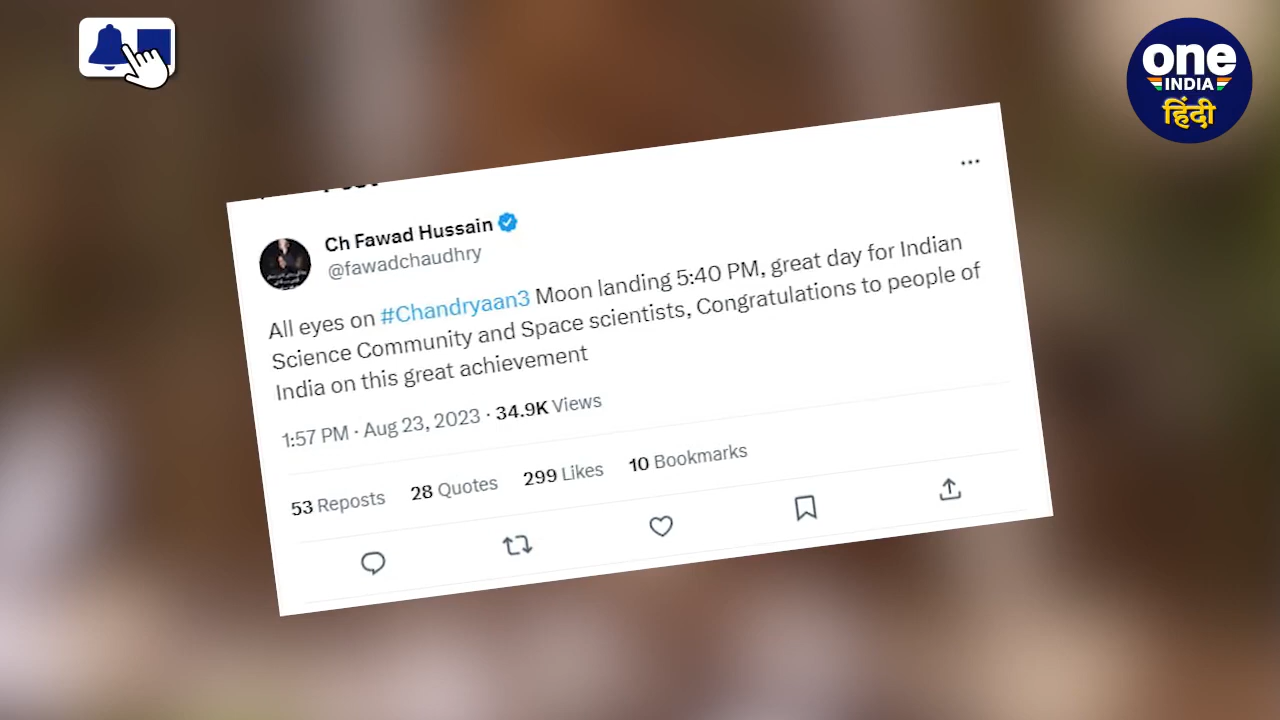 one
INDIA
हिंदी
Ch Fawad Hussain
@fawadchaudhry
All eyes on #Chandryaan3 Moon landing 5:40 PM, great day for Indian
Science Community and Space scientists, Congratulations to people of
India on this great achievement
1:57 PM · Aug 23, 2023 · 34.9K Views
53 Reposts 28 Quotes 299 Likes 10 Bookmarks